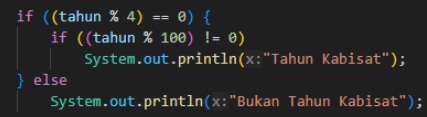 if ((tahun % 4) == 0) {
    if ((tahun % 100) != 0)
        System.out.println(x:"Tahun Kabisat");
} else
    System.out.println(x:"Bukan Tahun Kabisat");